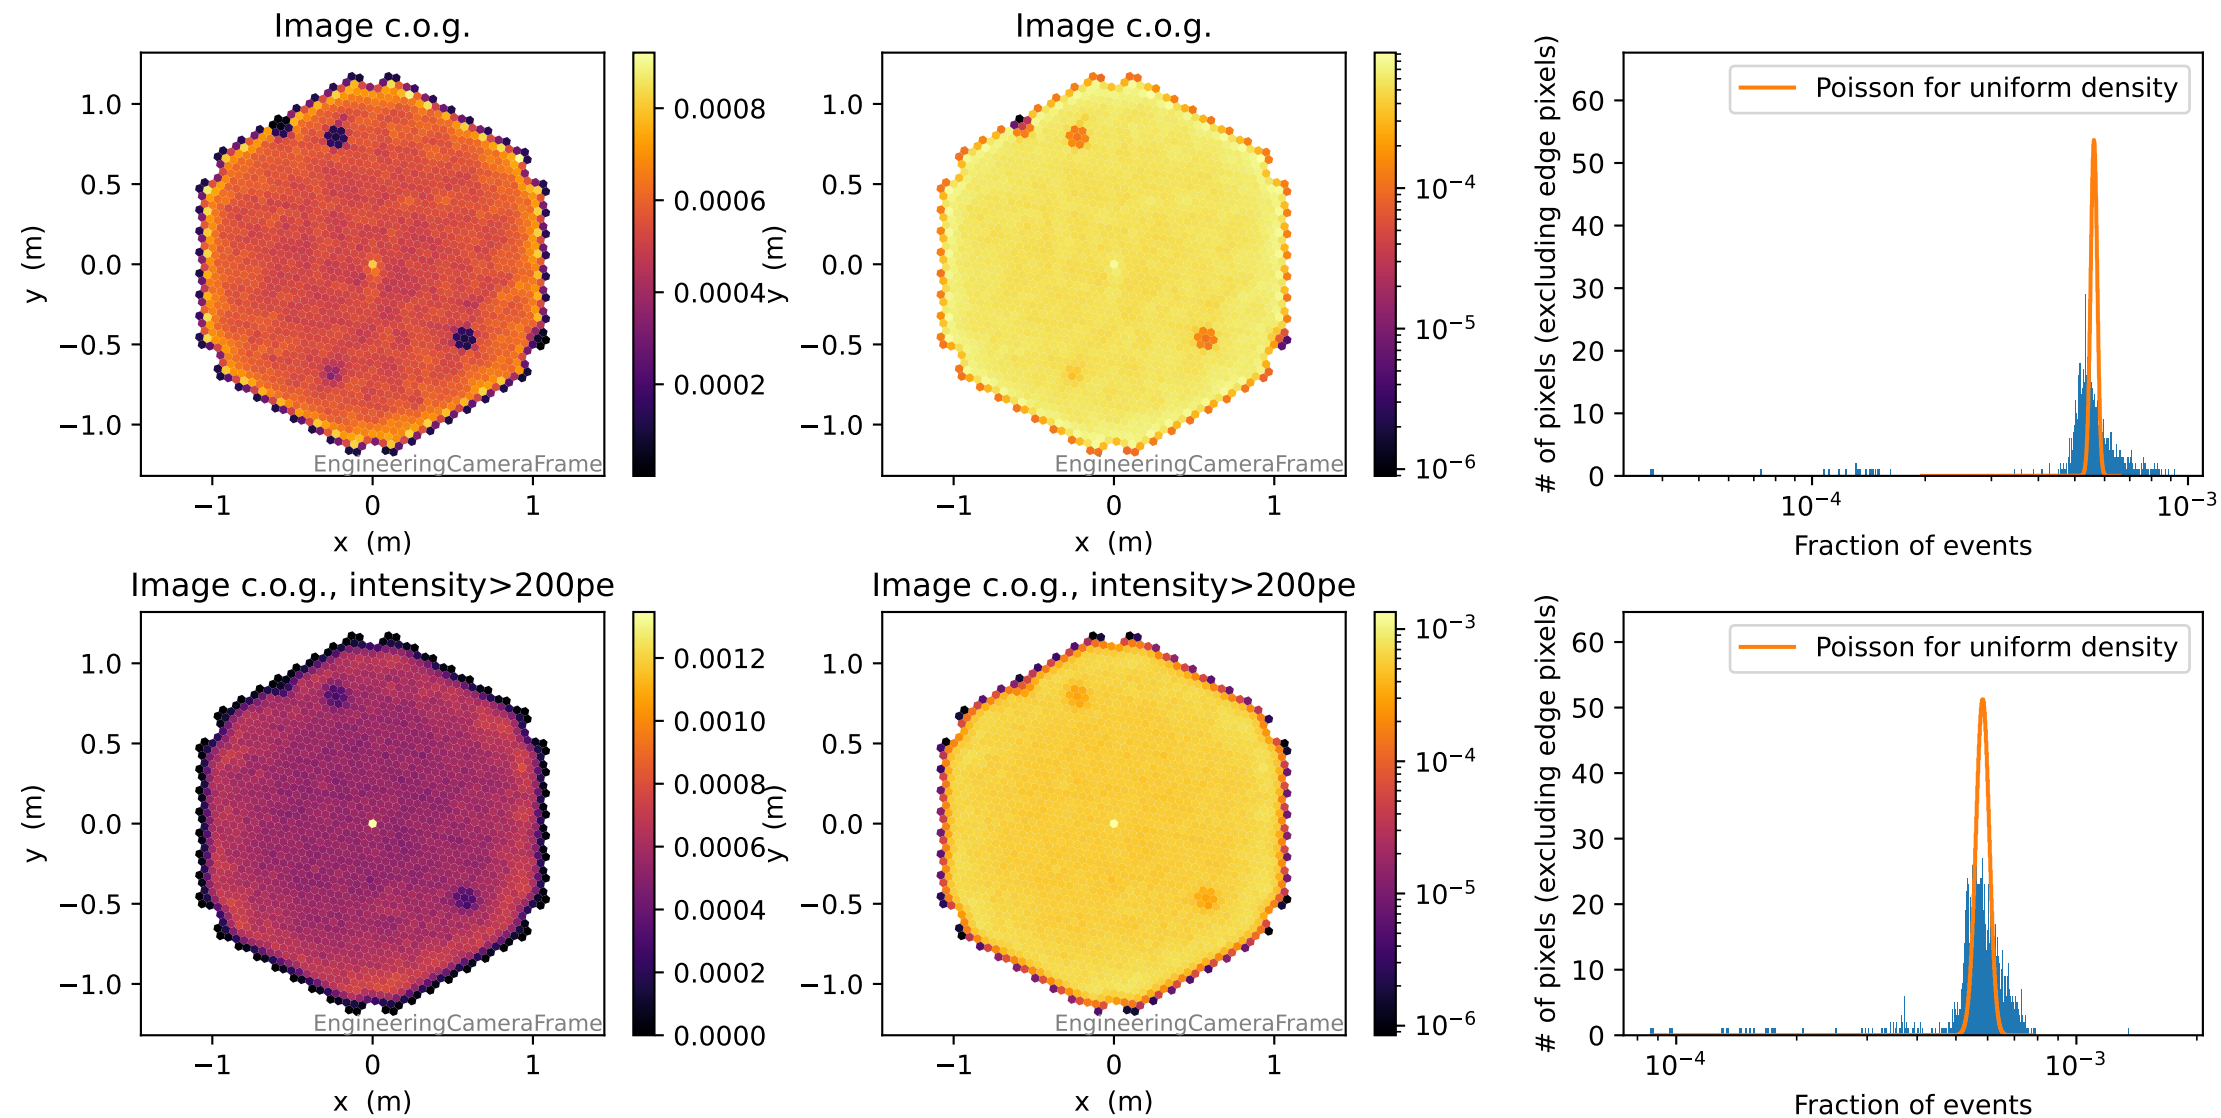 Image c.o.g.
1.0
0.5
0.0
−0.5
−1.0
y (m)
−1 0 1
x (m)
EngineeringCameraFrame
0.0008
0.0006
0.0004
0.0002
Image c.o.g.
1.0
0.5
0.0
−0.5
−1.0
y (m)
−1 0 1
x (m)
EngineeringCameraFrame
10−4
10−5
10−6
Poisson for uniform density
60
50
40
30
20
10
0
# of pixels (excluding edge pixels)
10−4 10−3
Fraction of events
Image c.o.g., intensity>200pe
1.0
0.5
0.0
−0.5
−1.0
y (m)
−1 0 1
x (m)
EngineeringCameraFrame
0.0012
0.0010
0.0008
0.0006
0.0004
0.0002
0.0000
Image c.o.g., intensity>200pe
1.0
0.5
0.0
−0.5
−1.0
y (m)
−1 0 1
x (m)
EngineeringCameraFrame
10−3
10−4
10−5
10−6
Poisson for uniform density
60
50
40
30
20
10
0
# of pixels (excluding edge pixels)
10−4 10−3
Fraction of events